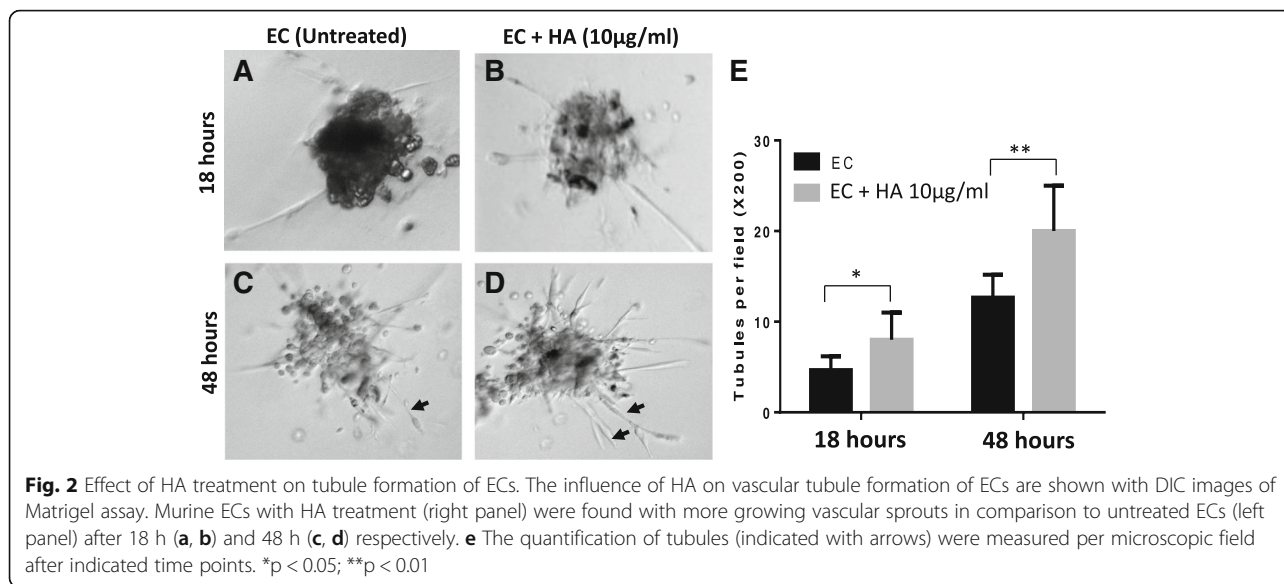 EC (Untreated)
EC + HA (10µg/ml)
A
B
E
18 hours
C
D
48 hours
30
20
10
0
Tubules per field (X200)
EC
EC + HA 10µg/ml
*
**
18 hours
48 hours
Fig. 2 Effect of HA treatment on tubule formation of ECs. The influence of HA on vascular tubule formation of ECs are shown with DIC images of
Matrigel assay. Murine ECs with HA treatment (right panel) were found with more growing vascular sprouts in comparison to untreated ECs (left
panel) after 18 h (a, b) and 48 h (c, d) respectively. e The quantification of tubules (indicated with arrows) were measured per microscopic field
after indicated time points. *p < 0.05; **p < 0.01